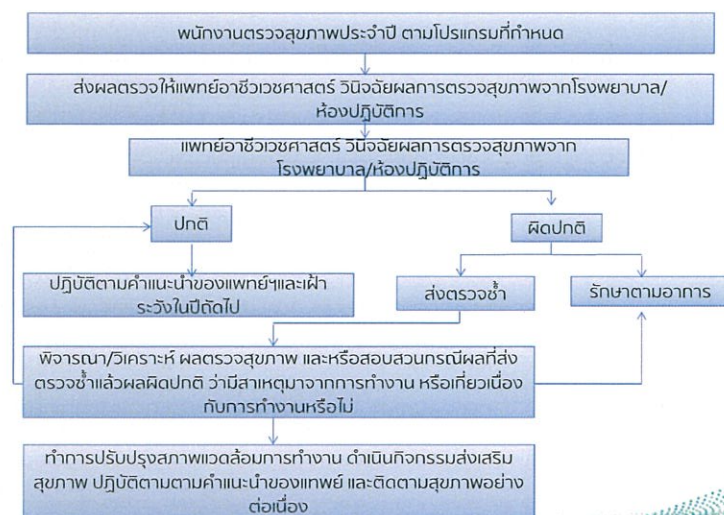 พนักงานตรวจสุขภาพประจำปี ตามโปรแกรมที่กำหนด
ส่งผลตรวจให้แพทย์อาชีวเวชศาสตร์ วินิจฉัยผลการตรวจสุขภาพจากโรงพยาบาล/
ห้องปฏิบัติการ
แพทย์อาชีวเวชศาสตร์ วินิจฉัยผลการตรวจสุขภาพจาก
โรงพยาบาล/ห้องปฏิบัติการ
ปกติ
ผิดปกติ
ปฏิบัติตามคำแนะนำของแพทย์ฯและเฝ้า
ระวังในปีถัดไป
ส่งตรวจซ้ำ
รักษาตามอาการ
พิจารณา/วิเคราะห์ ผลตรวจสุขภาพ และหรือสอบสวนกรณีผลที่ส่ง
ตรวจซ้ำแล้วผลผิดปกติ ว่ามีสาเหตุมาจากการทำงาน หรือเกี่ยวเนื่อง
กับการทำงานหรือไม่
ทำการปรับปรุงสภาพแวดล้อมการทำงาน ดำเนินกิจกรรมส่งเสริม
สุขภาพ ปฏิบัติตามตามคำแนะนำของแทพย์ และติดตามสุขภาพอย่าง
ต่อเนื่อง